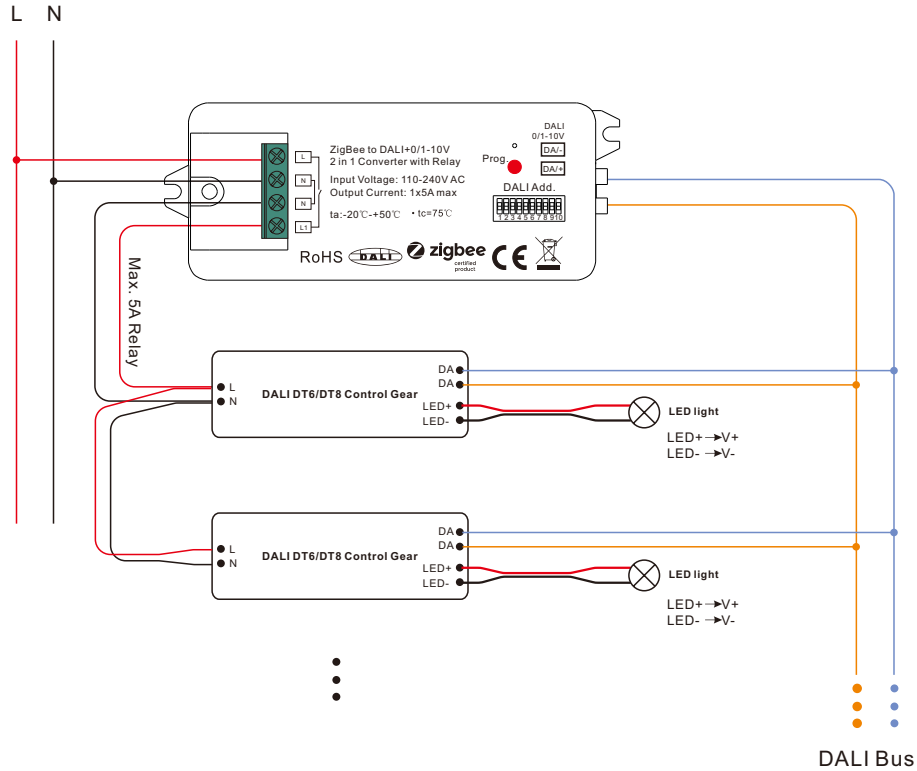 L N
ZigBee to DALI+0/1-10V
2 in 1 Converter with Relay
Input Voltage: 110-240V AC
Output Current: 1x5A max
ta:-20℃-+50℃ • tc=75℃
L
N
N
L1
Prog.
DALI
0/1-10V
DA/-
DA/+
DALI Add.
1 2 3 4 5 6 7 8 9 10
RoHS DALI zigbee CE
certified
product
Max. 5A Relay
L
N
DALI DT6/DT8 Control Gear
DA
DA
LED+
LED-
LED light
LED+→V+
LED- →V-
L
N
DALI DT6/DT8 Control Gear
DA
DA
LED+
LED-
LED light
LED+→V+
LED- →V-
DALI Bus